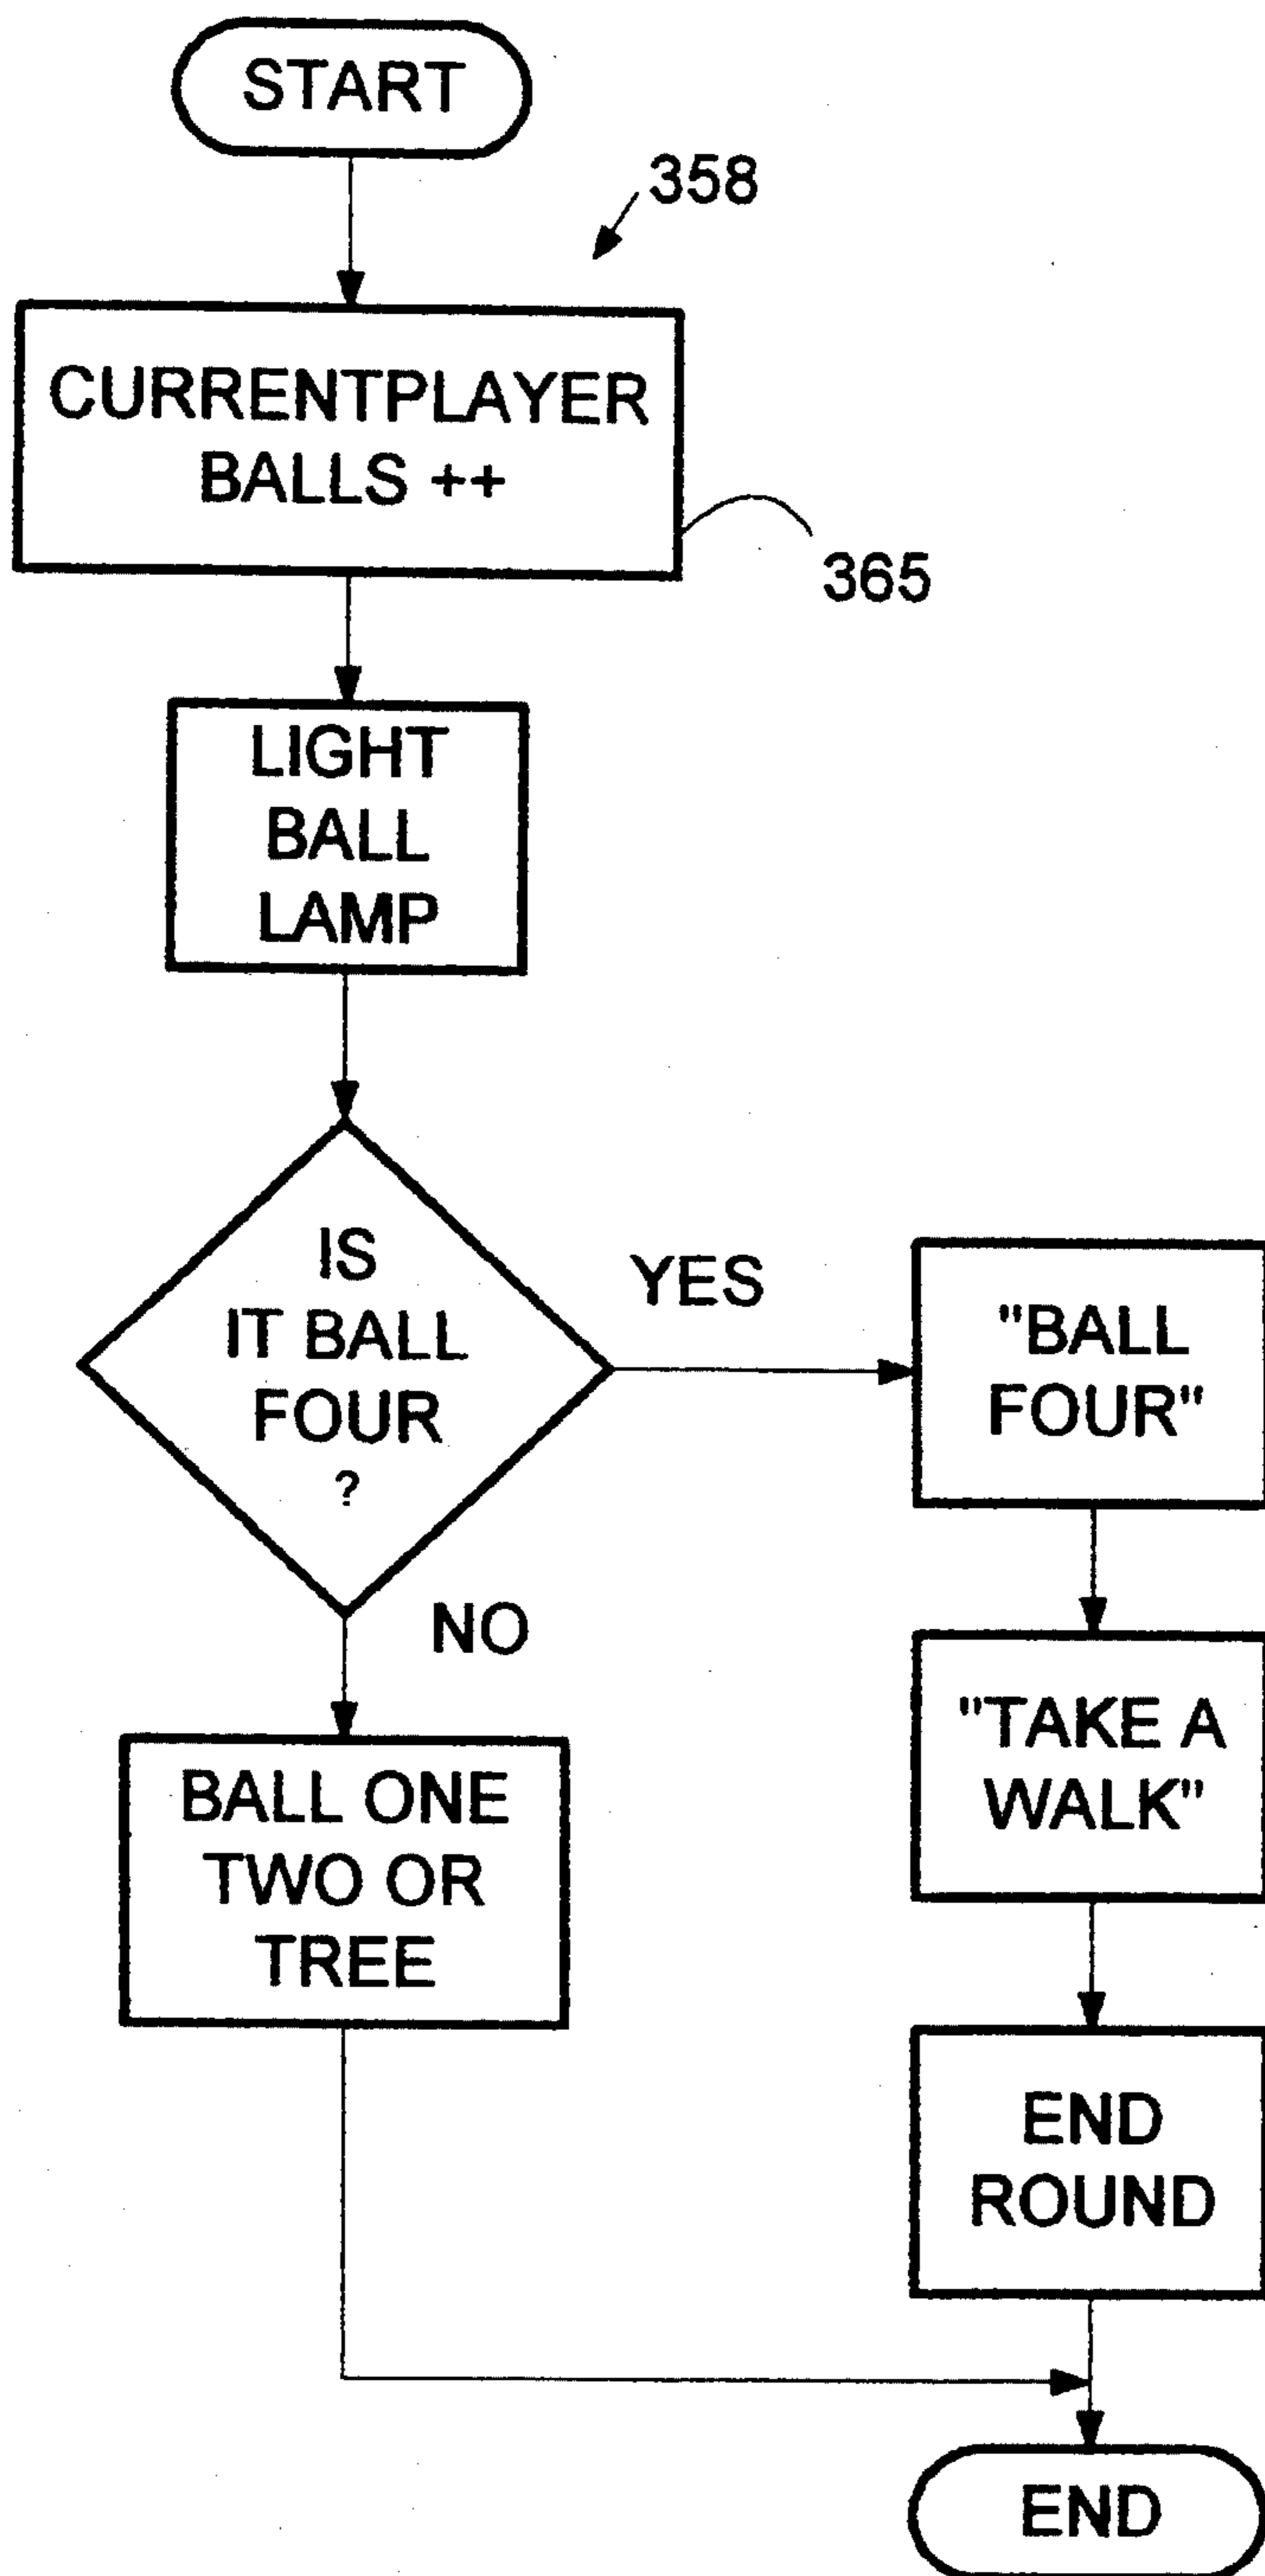 START
358
CURRENTPLAYER
BALLS ++
365
LIGHT
BALL
LAMP
IS
IT BALL
FOUR
?
YES
"BALL
FOUR"
NO
"TAKE A
WALK"
BALL ONE
TWO OR
TREE
END
ROUND
END